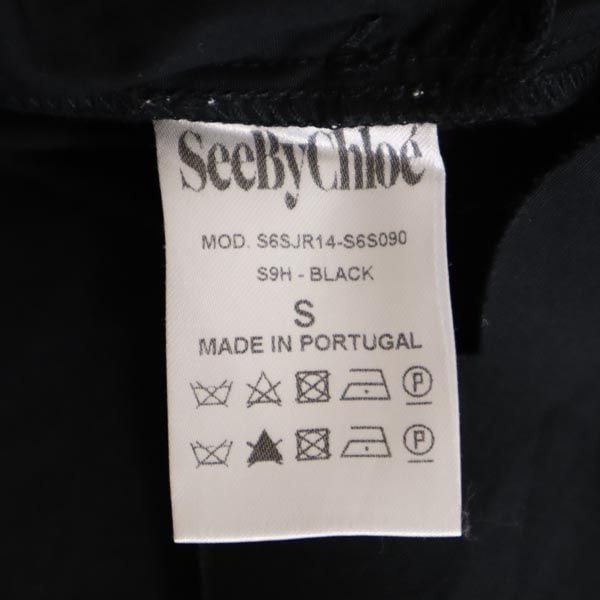 SeeByChloé
MOD. S6SJR14-S6S090
S9H - BLACK
S
MADE IN PORTUGAL
P
P